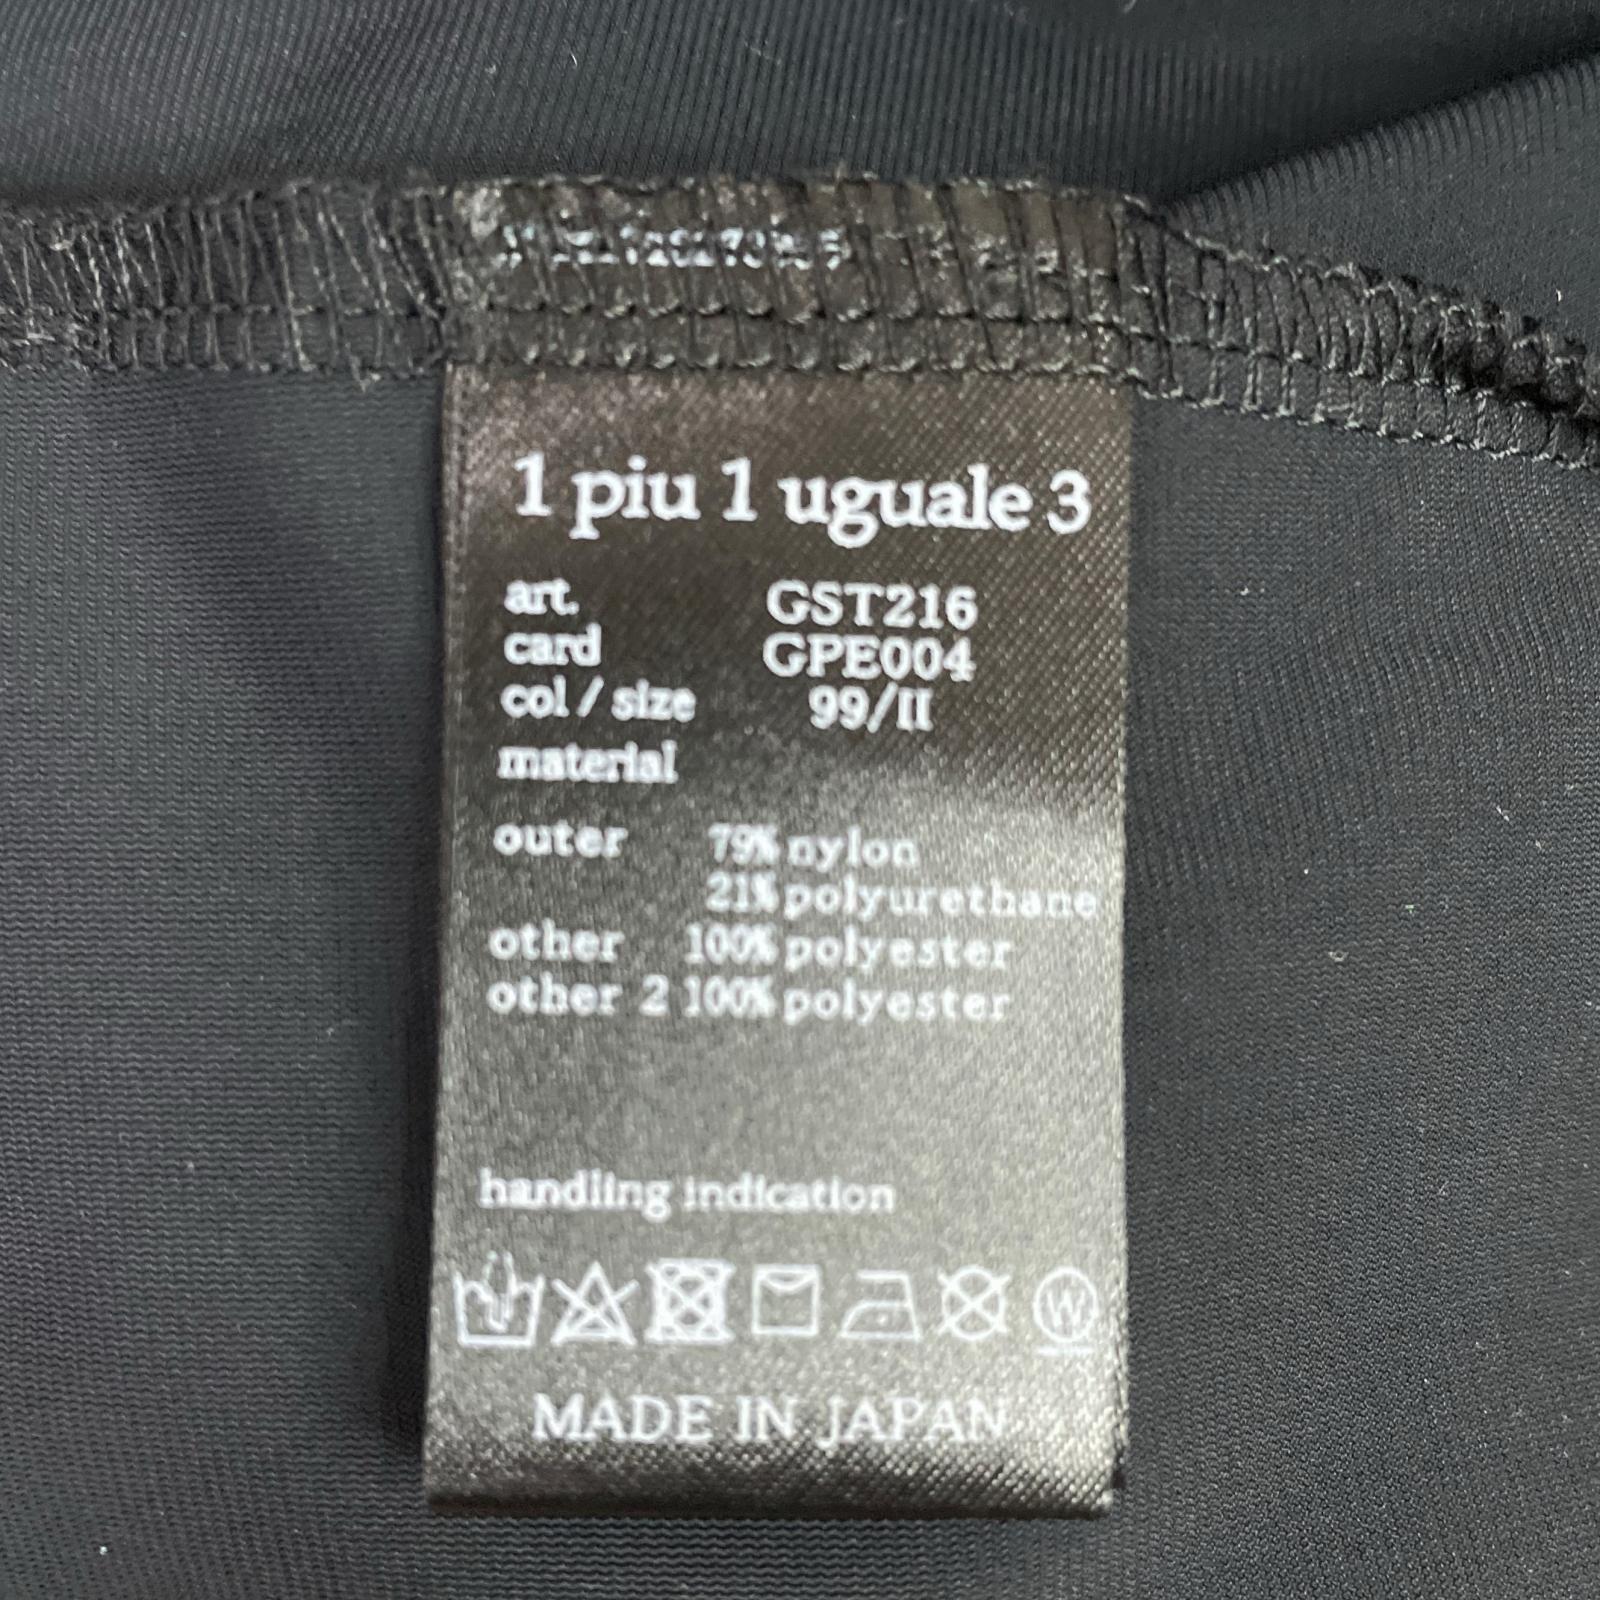 1 piu 1 uguale 3
art. GST216
card GPE004
col / size 99/II
material
outer 79% nylon
21% polyurethane
other 100% polyester
other 2 100% polyester
handling indication
W
MADE IN JAPAN